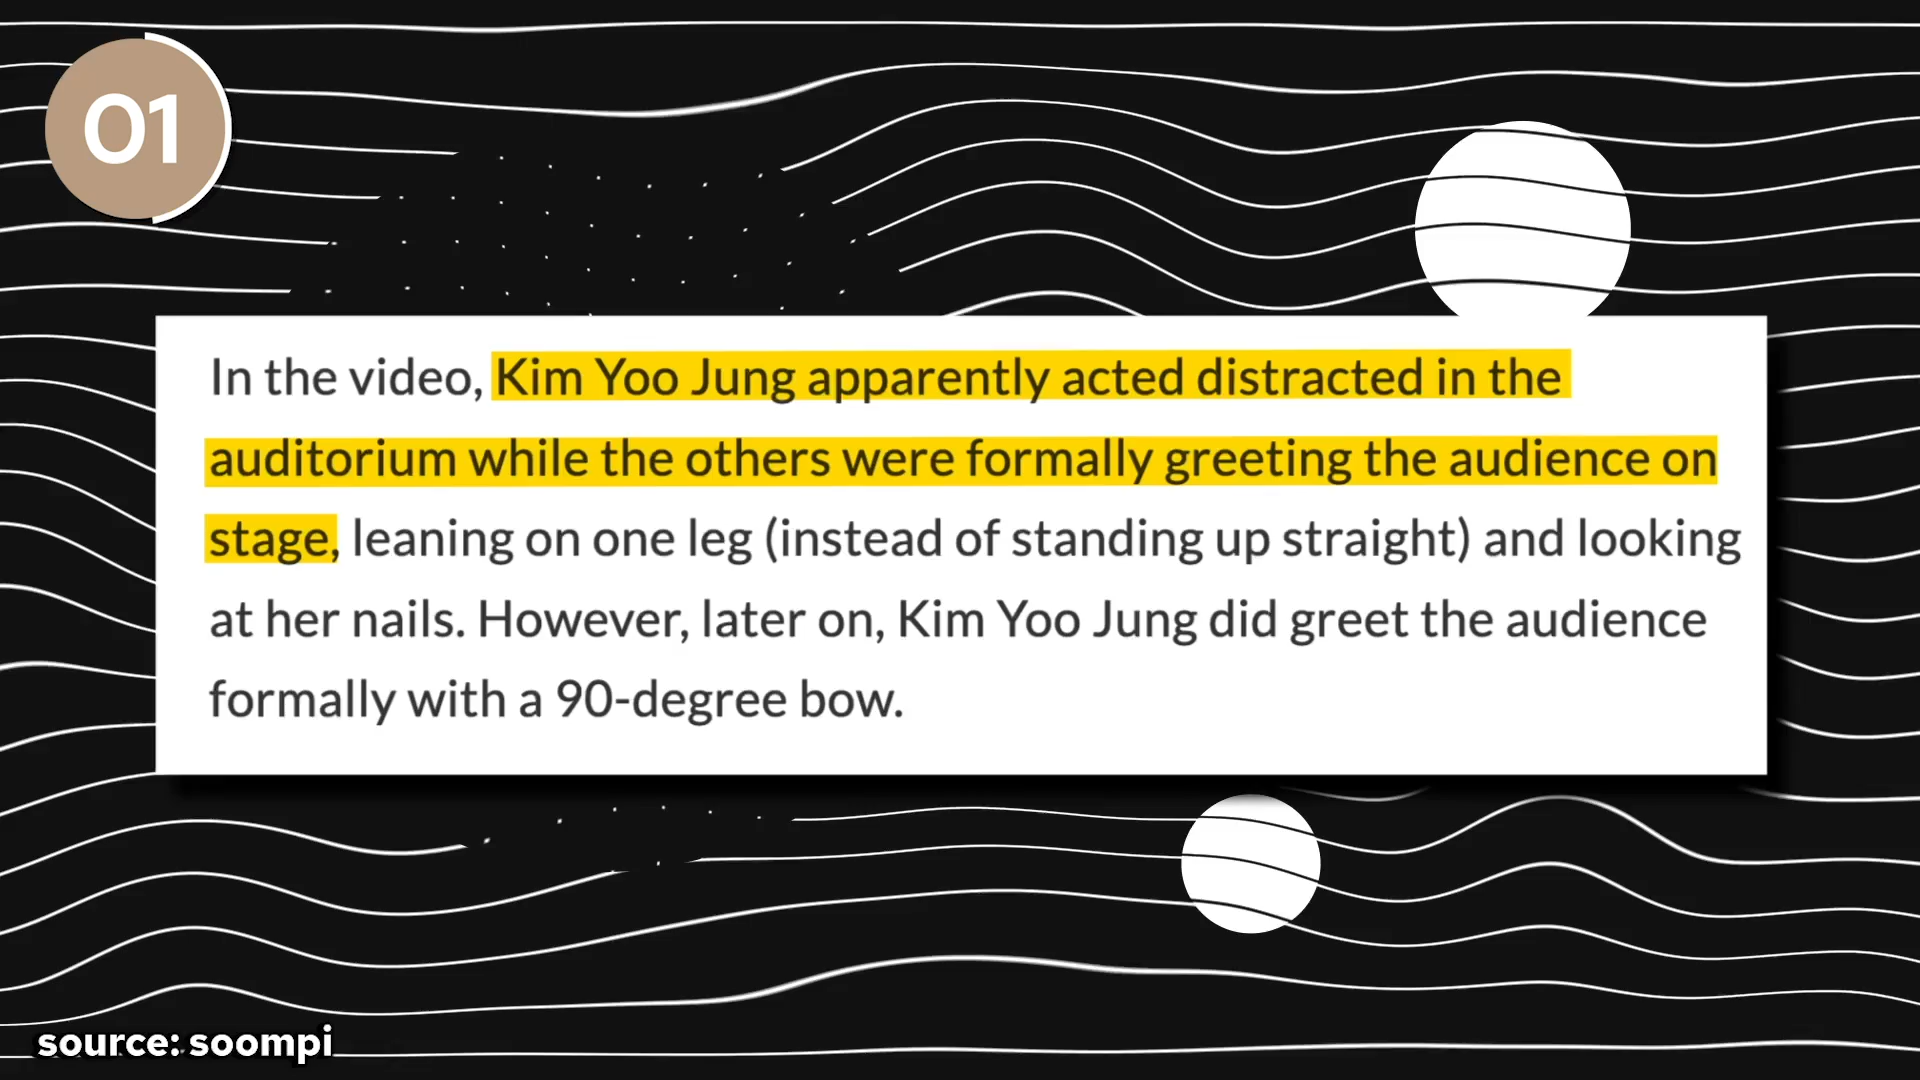 01
In the video, Kim Yoo Jung apparently acted distracted in the
auditorium while the others were formally greeting the audience on
stage, leaning on one leg (instead of standing up straight) and looking
at her nails. However, later on, Kim Yoo Jung did greet the audience
formally with a 90-degree bow.
source: soompi